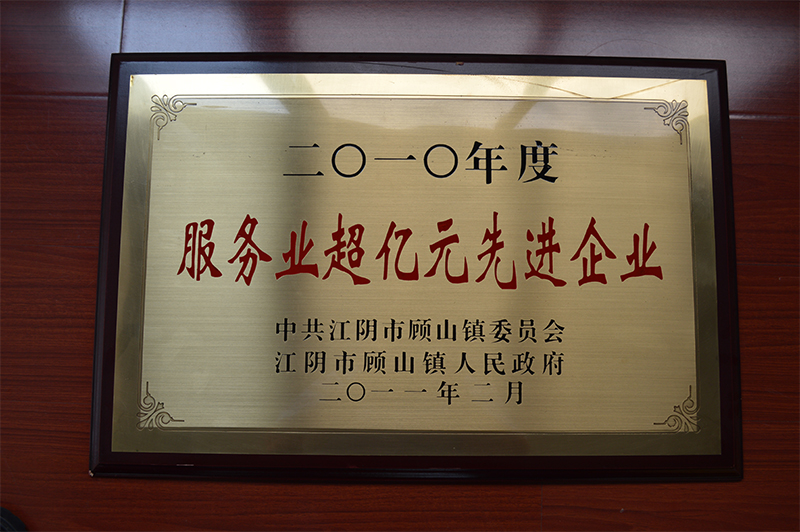 二〇一〇年度
服务业超亿元先进企业
中共江阴市顾山镇委员会
江阴市顾山镇人民政府
二〇一一年二月